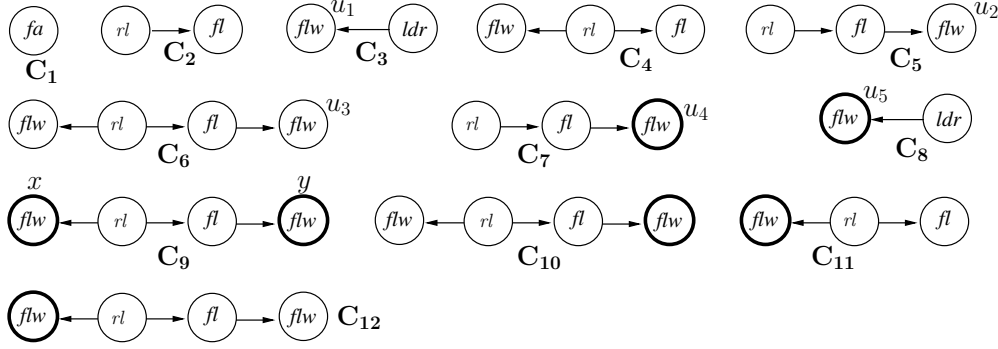 fa rl fl flw u1 ldr flw rl fl rl fl flw u2
C1 C2 C3 C4 C5
flw rl fl flw u3 rl fl flw u4 flw u5 ldr
C6 C7 C8
x y
flw rl fl flw flw rl fl flw flw rl fl
C9 C10 C11
flw rl fl flw C12